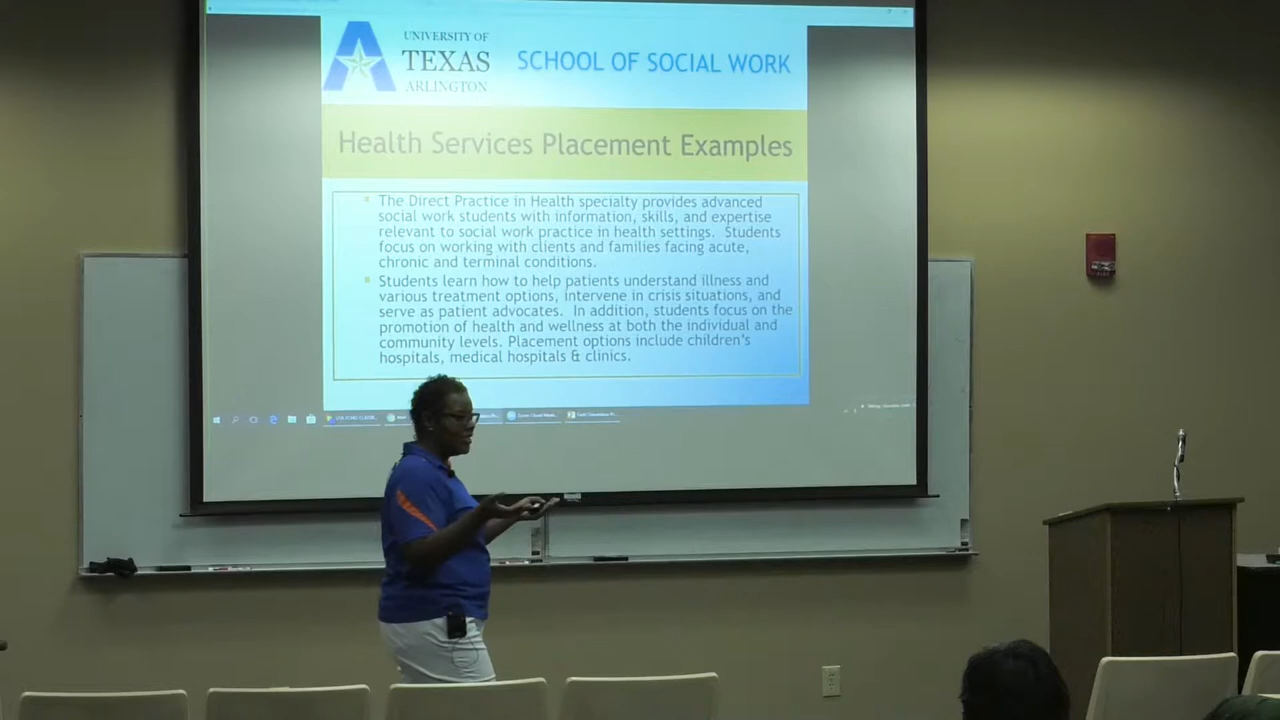 UNIVERSITY OF
TEXAS
ARLINGTON
SCHOOL OF SOCIAL WORK
Health Services Placement Examples
The Direct Practice in Health specialty provides advanced
social work students with information, skills, and expertise
relevant to social work practice in health settings. Students
focus on working with clients and families facing acute,
chronic and terminal conditions.
Students learn how to help patients understand illness and
various treatment options, intervene in crisis situations, and
serve as patient advocates. In addition, students focus on the
promotion of health and wellness at both the individual and
community levels. Placement options include children's
hospitals, medical hospitals & clinics.